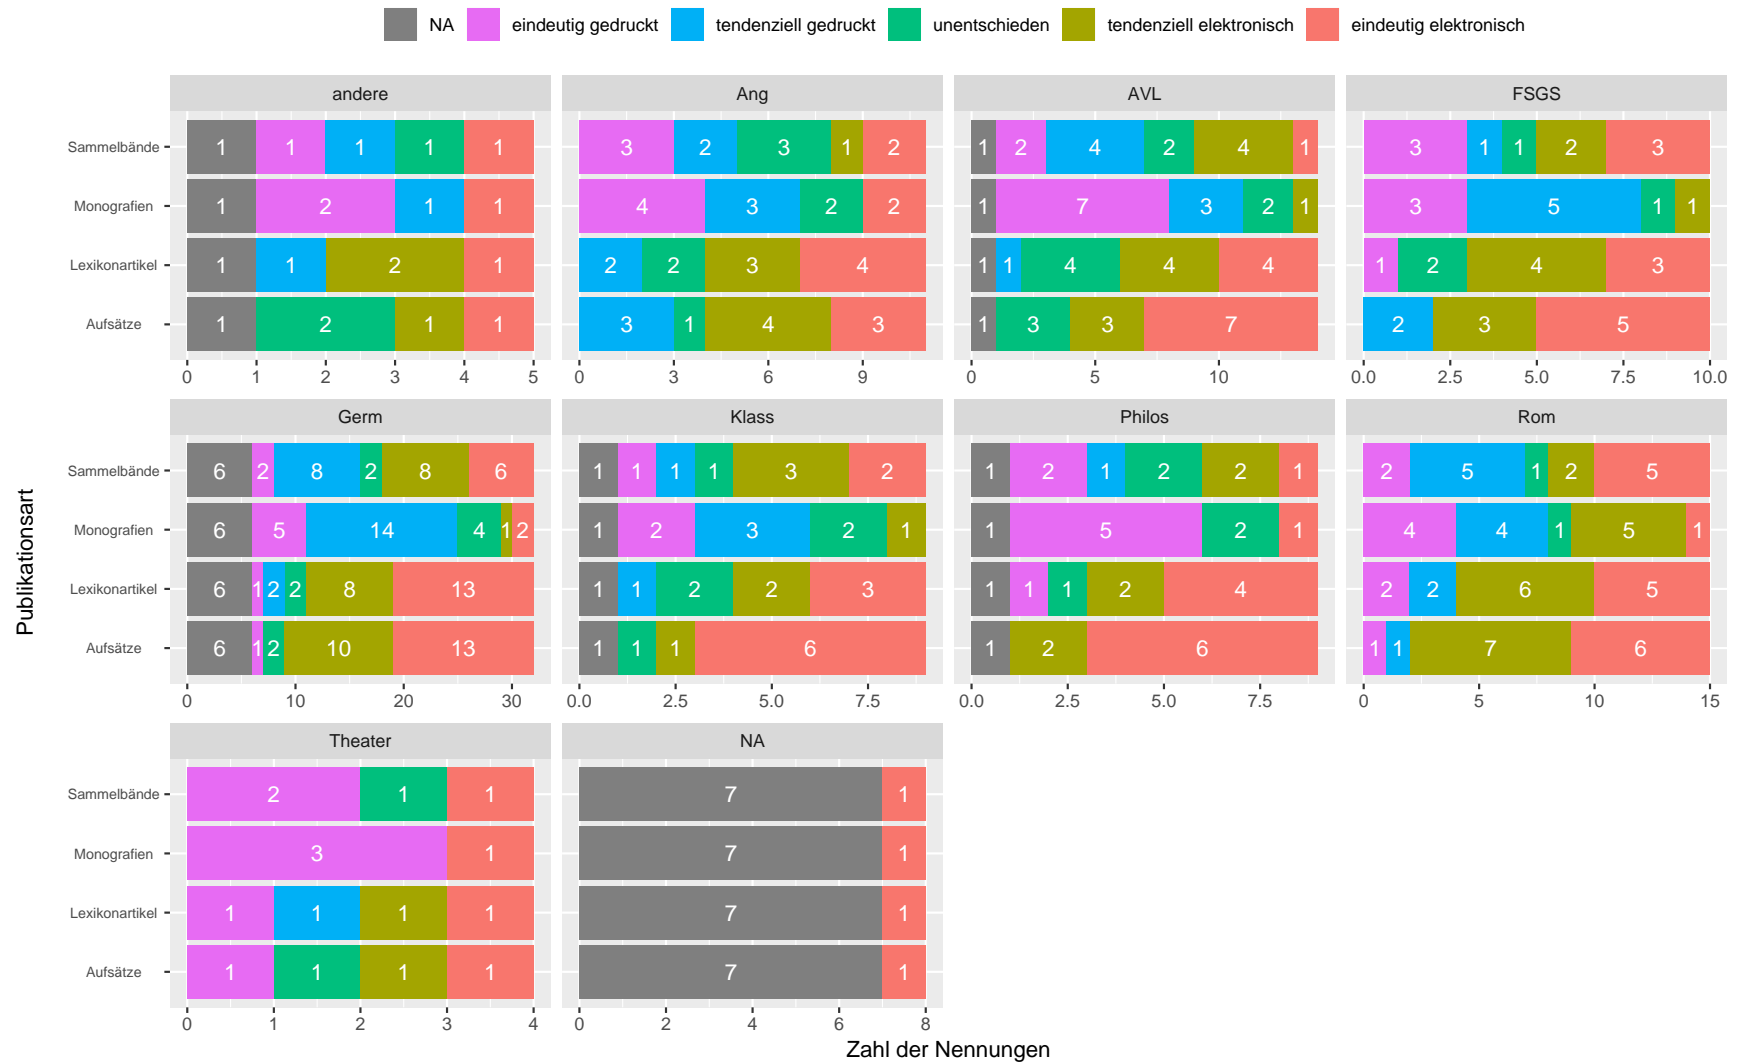 NA eindeutig gedruckt tendenziell gedruckt unentschieden tendenziell elektronisch eindeutig elektronisch
andere Ang AVL FSGS
Sammelbände 1 1 1 1 1 3 2 3 1 2 1 2 4 2 4 1 3 1 1 2 3
Monografien 1 2 1 1 4 3 2 2 1 7 3 2 1 3 5 1 1
Lexikonartikel 1 1 2 1 2 2 3 4 1 1 4 4 4 1 2 4 3
Aufsätze 1 2 1 1 3 1 4 3 1 3 3 7 2 3 5
0 1 2 3 4 5 0 3 6 9 0 5 10 0.0 2.5 5.0 7.5 10.0
Germ Klass Philos Rom
Sammelbände 6 2 8 2 8 6 1 1 1 1 3 2 1 2 1 2 2 1 2 5 1 2 5
Monografien 6 5 14 4 1 2 1 2 3 2 1 1 5 2 1 4 4 1 5 1
Lexikonartikel 6 1 2 2 8 13 1 1 2 2 3 1 1 1 2 4 2 2 6 5
Aufsätze 6 1 2 10 13 1 1 1 6 1 2 6 1 1 7 6
0 10 20 30 0.0 2.5 5.0 7.5 0.0 2.5 5.0 7.5 0 5 10 15
Theater NA
Sammelbände 2 1 1 7 1
Monografien 3 1 7 1
Lexikonartikel 1 1 1 1 7 1
Aufsätze 1 1 1 1 7 1
0 1 2 3 4 0 2 4 6 8
Zahl der Nennungen
Publikationsart